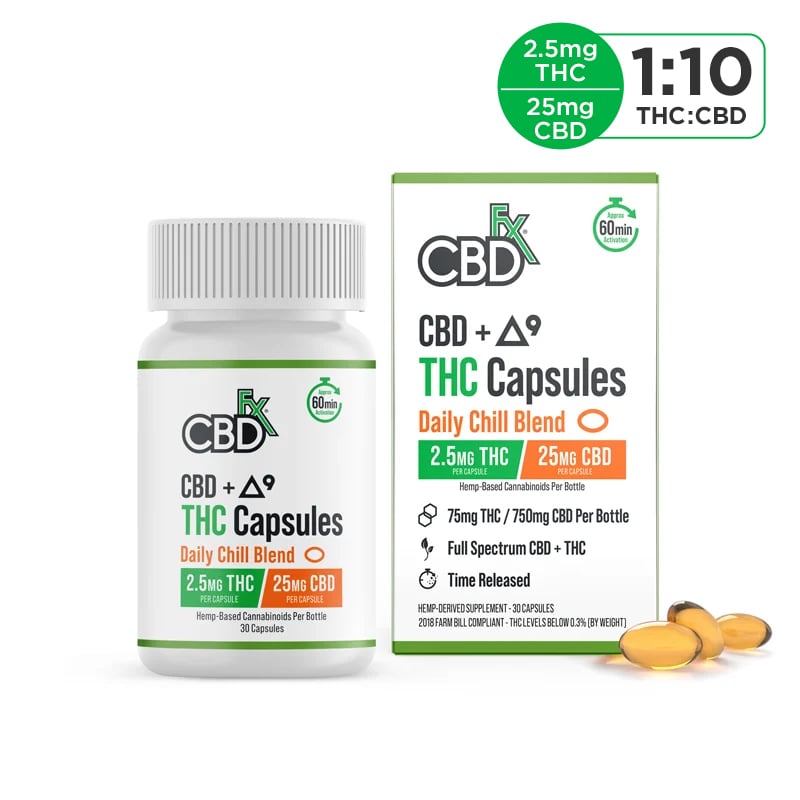 2.5mg
THC
25mg
CBD
1:10
THC:CBD
CBD FX®
Approx
60min
Activation
CBD + Δ9
THC Capsules
Daily Chill Blend
2.5MG THC
PER CAPSULE
25MG CBD
PER CAPSULE
Hemp-Based Cannabinoids Per Bottle
75mg THC / 750mg CBD Per Bottle
Full Spectrum CBD + THC
Time Released
HEMP-DERIVED SUPPLEMENT - 30 CAPSULES
2018 FARM BILL COMPLIANT - THC LEVELS BELOW 0.3% (BY WEIGHT)
CBD FX®
Approx
60min
Activation
CBD + Δ9
THC Capsules
Daily Chill Blend
2.5MG THC
PER CAPSULE
25MG CBD
PER CAPSULE
Hemp-Based Cannabinoids Per Bottle
30 Capsules